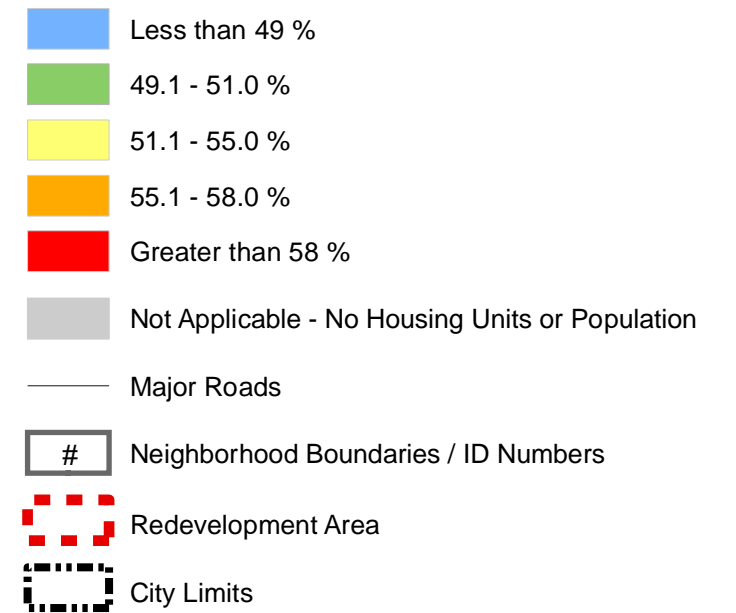 Less than 49 %
49.1 - 51.0 %
51.1 - 55.0 %
55.1 - 58.0 %
Greater than 58 %
Not Applicable - No Housing Units or Population
Major Roads
# Neighborhood Boundaries / ID Numbers
Redevelopment Area
City Limits